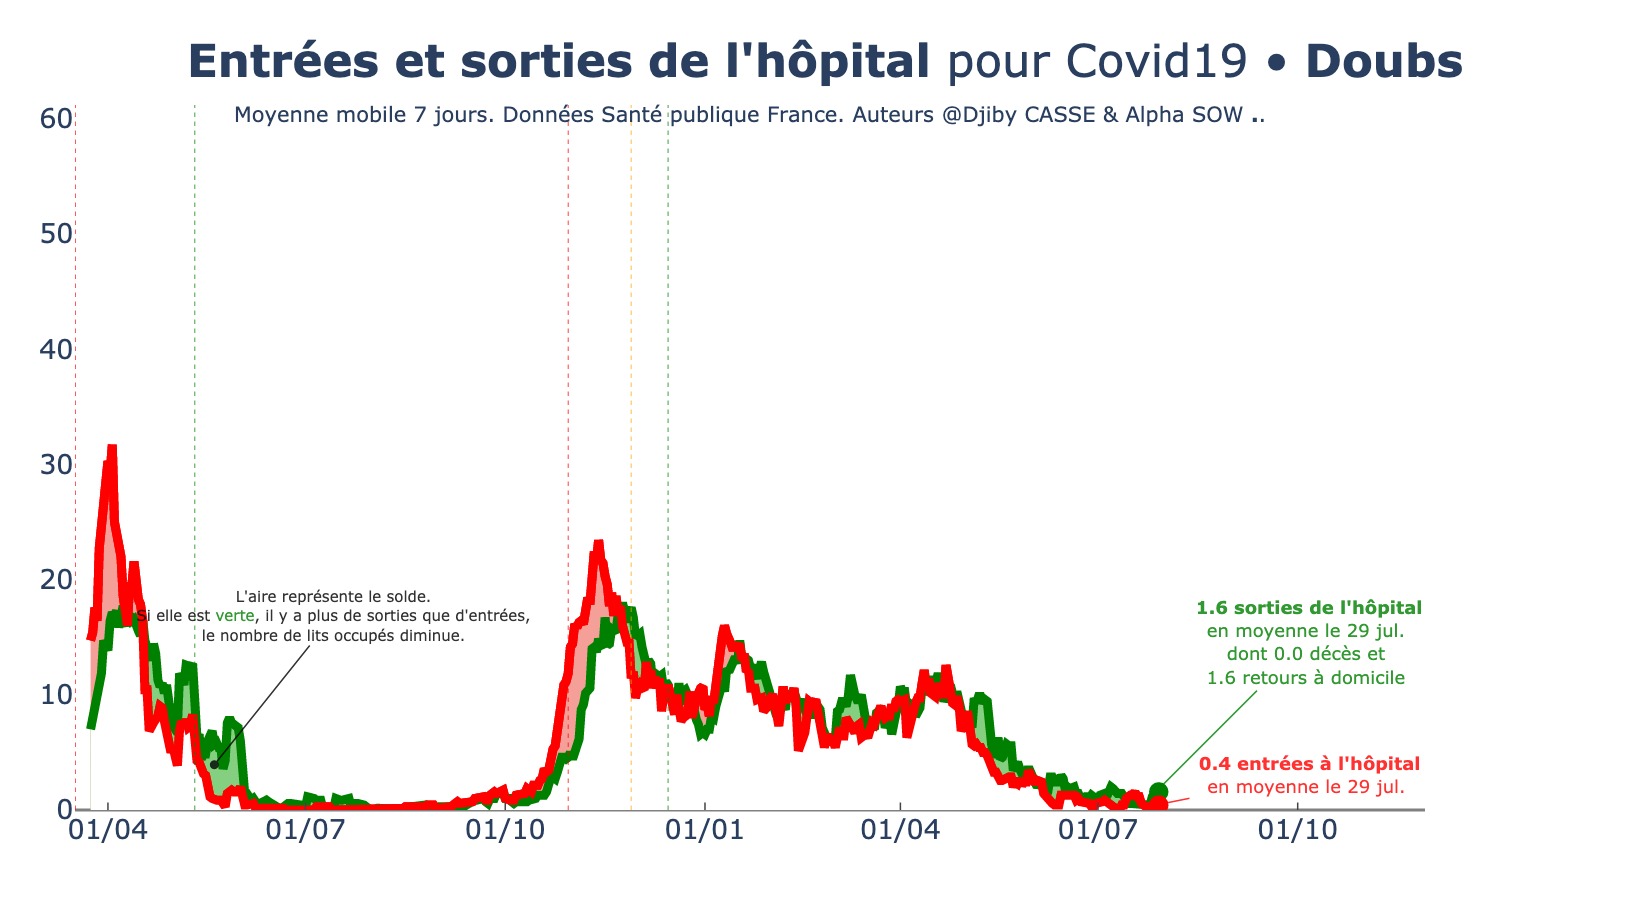 Entrées et sorties de l'hôpital pour Covid19 • Doubs
Moyenne mobile 7 jours. Données Santé publique France. Auteurs @Djiby CASSE & Alpha SOW ..
60
50
40
30
20
10
0
L'aire représente le solde.
Si elle est verte, il y a plus de sorties que d'entrées,
le nombre de lits occupés diminue.
1.6 sorties de l'hôpital
en moyenne le 29 jul.
dont 0.0 décès et
1.6 retours à domicile
0.4 entrées à l'hôpital
en moyenne le 29 jul.
01/04 01/07 01/10 01/01 01/04 01/07 01/10